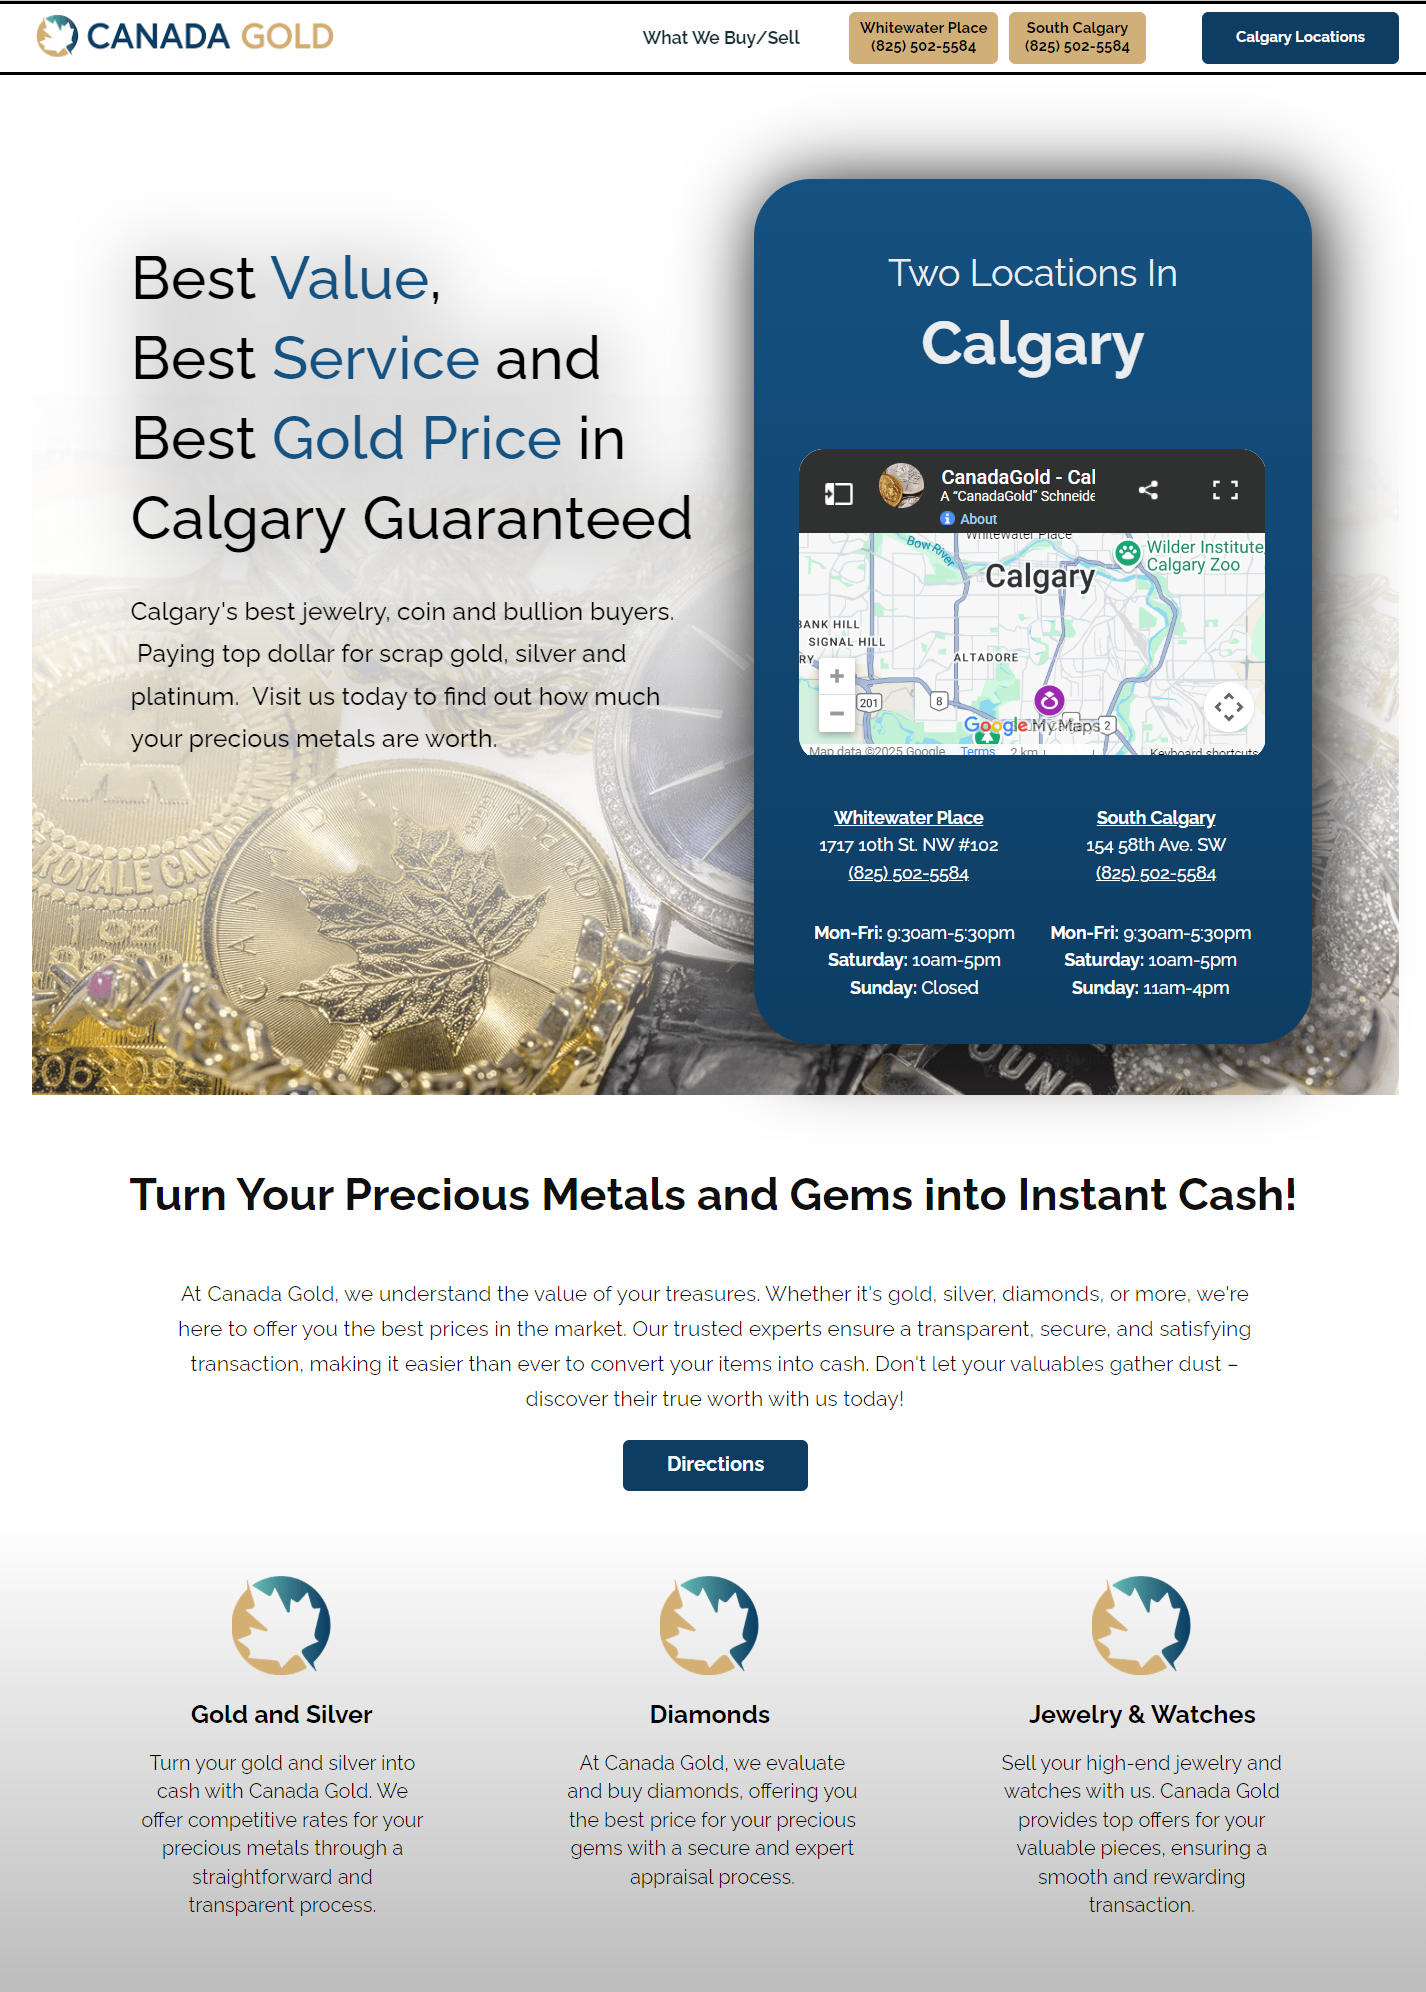 CANADA GOLD
What We Buy/Sell
Whitewater Place
(825) 502-5584
South Calgary
(825) 502-5584
Calgary Locations
Best Value,
Best Service and
Best Gold Price in
Calgary Guaranteed
Calgary's best jewelry, coin and bullion buyers.
Paying top dollar for scrap gold, silver and
platinum. Visit us today to find out how much
your precious metals are worth.
Two Locations In
Calgary
CanadaGold - Cal
A “CanadaGold” Schneide
About
Whitewater Place
Bow River
Calgary
Wilder Institute
Calgary Zoo
BANK HILL
SIGNAL HILL
RY
ALTADORE
201
8
2
Google My Maps
Map data ©2025 Google
Terms
2 km
Keyboard shortcuts
Whitewater Place
1717 10th St. NW #102
(825) 502-5584
Mon-Fri: 9:30am-5:30pm
Saturday: 10am-5pm
Sunday: Closed
South Calgary
154 58th Ave. SW
(825) 502-5584
Mon-Fri: 9:30am-5:30pm
Saturday: 10am-5pm
Sunday: 11am-4pm
Turn Your Precious Metals and Gems into Instant Cash!
At Canada Gold, we understand the value of your treasures. Whether it's gold, silver, diamonds, or more, we're
here to offer you the best prices in the market. Our trusted experts ensure a transparent, secure, and satisfying
transaction, making it easier than ever to convert your items into cash. Don't let your valuables gather dust –
discover their true worth with us today!
Directions
Gold and Silver
Turn your gold and silver into
cash with Canada Gold. We
offer competitive rates for your
precious metals through a
straightforward and
transparent process.
Diamonds
At Canada Gold, we evaluate
and buy diamonds, offering you
the best price for your precious
gems with a secure and expert
appraisal process.
Jewelry & Watches
Sell your high-end jewelry and
watches with us. Canada Gold
provides top offers for your
valuable pieces, ensuring a
smooth and rewarding
transaction.